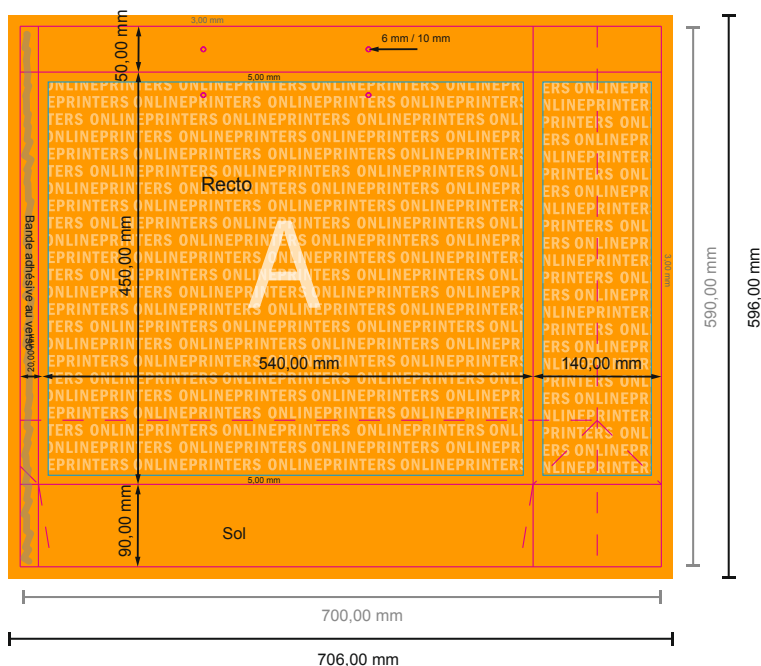 3,00 mm
6 mm / 10 mm
50,00 mm
5,00 mm
Recto
A
ONLINEPRINTERS
Bande adhésive au verso
20,00 mm
450,00 mm
540,00 mm
140,00 mm
3,00 mm
590,00 mm
596,00 mm
5,00 mm
90,00 mm
Sol
700,00 mm
706,00 mm